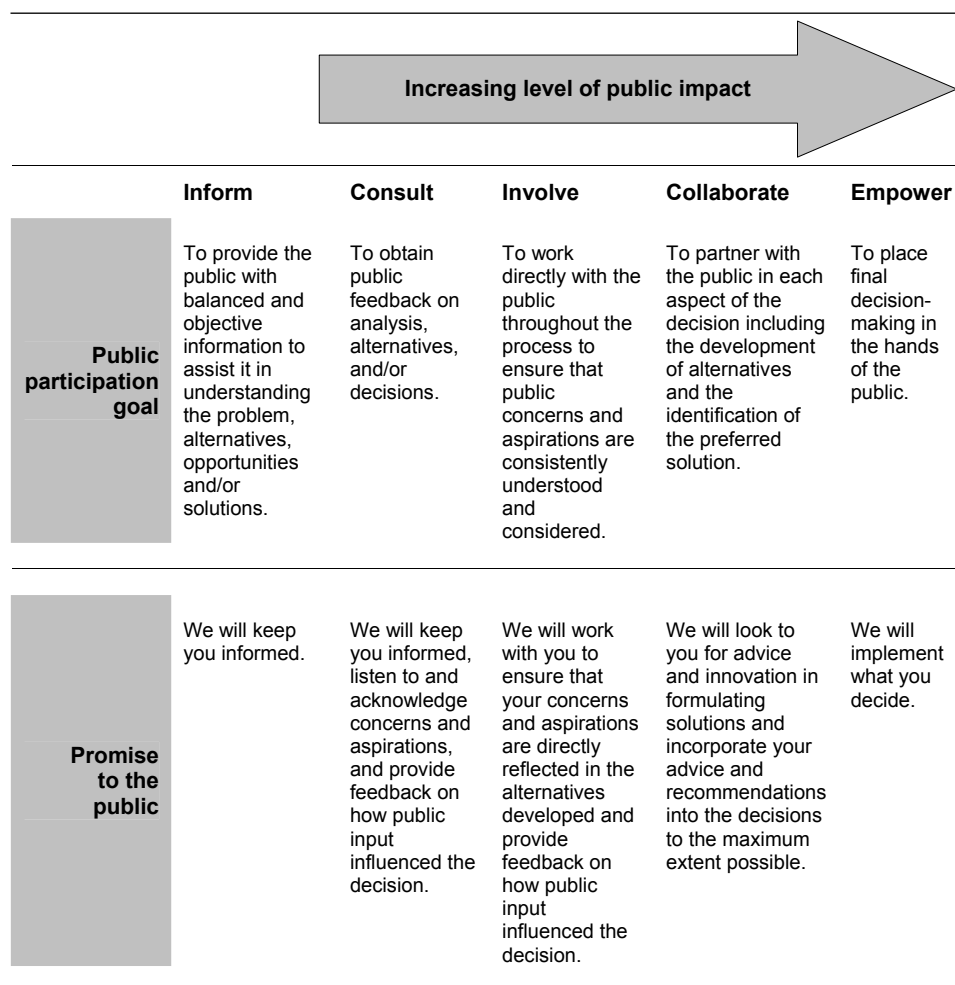 Increasing level of public impact
Inform
Consult
Involve
Collaborate
Empower
Public
participation
goal
To provide the
public with
balanced and
objective
information to
assist it in
understanding
the problem,
alternatives,
opportunities
and/or
solutions.
To obtain
public
feedback on
analysis,
alternatives,
and/or
decisions.
To work
directly with the
public
throughout the
process to
ensure that
public
concerns and
aspirations are
consistently
understood
and
considered.
To partner with
the public in each
aspect of the
decision including
the development
of alternatives
and the
identification of
the preferred
solution.
To place
final
decision-
making in
the hands
of the
public.
Promise
to the
public
We will keep
you informed.
We will keep
you informed,
listen to and
acknowledge
concerns and
aspirations,
and provide
feedback on
how public
input
influenced the
decision.
We will work
with you to
ensure that
your concerns
and aspirations
are directly
reflected in the
alternatives
developed and
provide
feedback on
how public
input
influenced the
decision.
We will look to
you for advice
and innovation in
formulating
solutions and
incorporate your
advice and
recommendations
into the decisions
to the maximum
extent possible.
We will
implement
what you
decide.